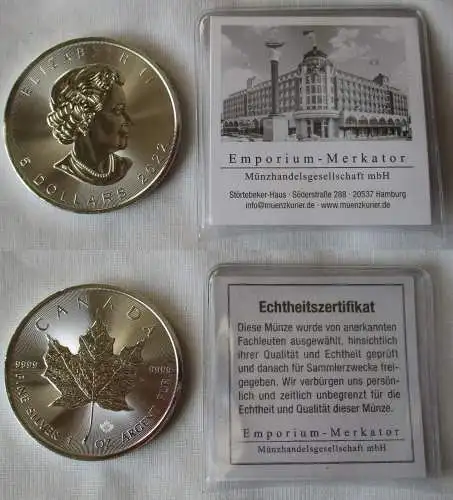 ELIZABETH II
5 DOLLARS 2022
Emporium-Merkator
Münzhandelsgesellschaft mbH
Störtebeker-Haus · Süderstraße 288 · 20537 Hamburg
info@muenzkurier.de · www.muenzkurier.de
CANADA
9999 9999
FINE SILVER 1 OZ ARGENT PUR
Echtheitszertifikat
Diese Münze wurde von anerkannten
Fachleuten ausgewählt, hinsichtlich
ihrer Qualität und Echtheit geprüft
und danach für Sammlerzwecke frei-
gegeben. Wir verbürgen uns persön-
lich und zeitlich unbegrenzt für die
Echtheit und Qualität dieser Münze.
Emporium-Merkator
Münzhandelsgesellschaft mbH